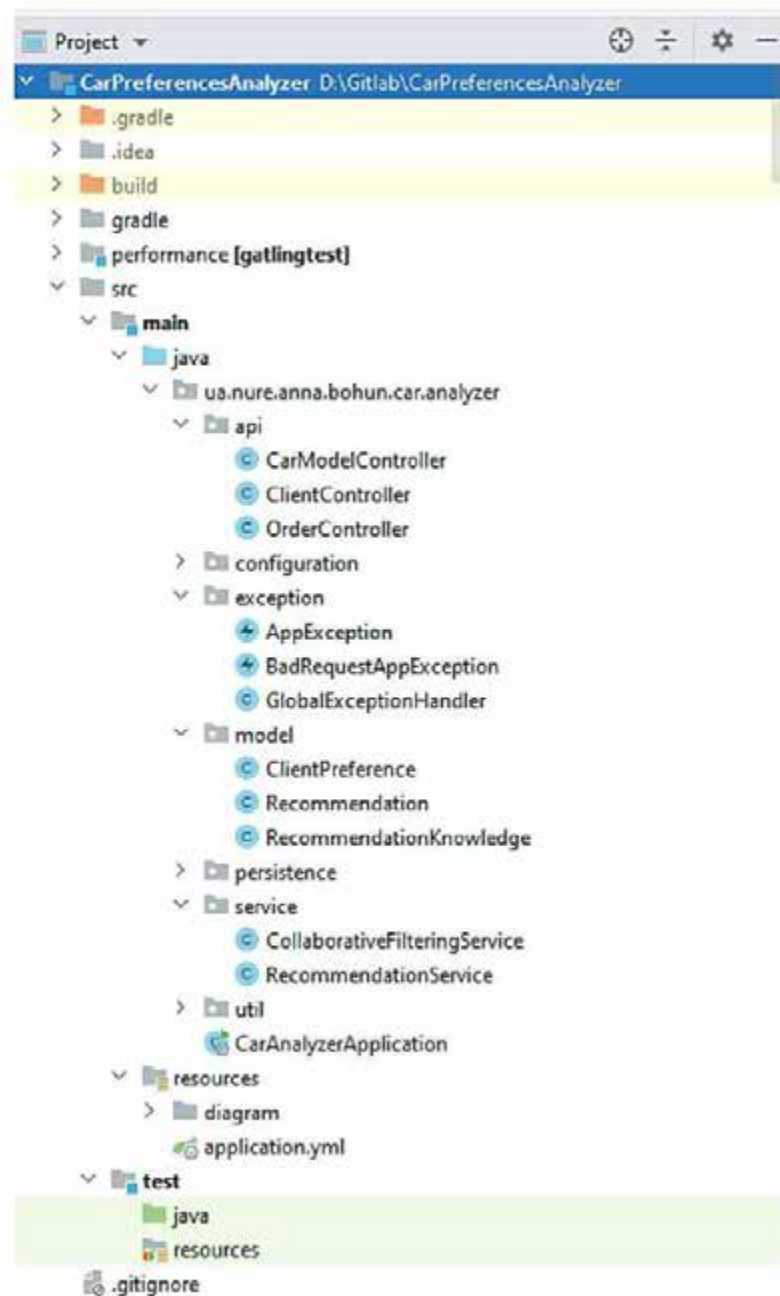 Project
CarPreferencesAnalyzer D:\Gitlab\CarPreferencesAnalyzer
.gradle
.idea
build
gradle
performance [gatlingtest]
src
main
java
ua.nure.anna.bohun.car.analyzer
api
CarModelController
ClientController
OrderController
configuration
exception
AppException
BadRequestAppException
GlobalExceptionHandler
model
ClientPreference
Recommendation
RecommendationKnowledge
persistence
service
CollaborativeFilteringService
RecommendationService
util
CarAnalyzerApplication
resources
diagram
application.yml
test
java
resources
.gitignore